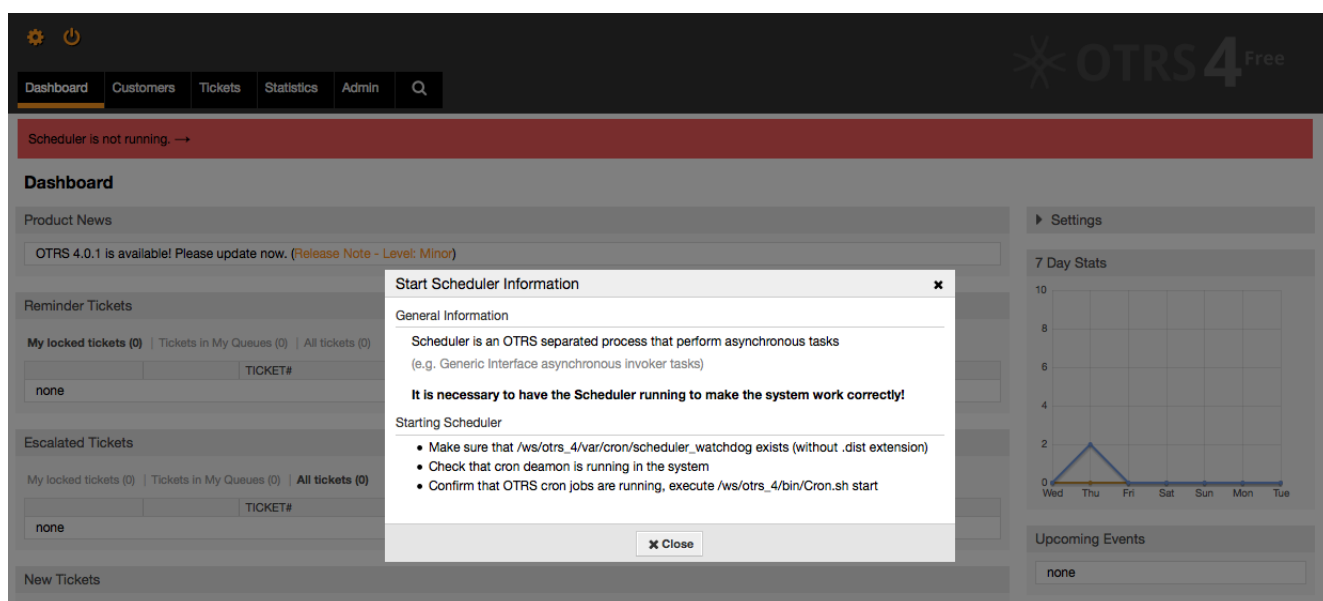 OTRS 4 Free
Dashboard Customers Tickets Statistics Admin
Scheduler is not running. →
Dashboard
Product News
OTRS 4.0.1 is available! Please update now. (Release Note - Level: Minor)
Reminder Tickets
My locked tickets (0) | Tickets in My Queues (0) | All tickets (0)
TICKET#
none
Escalated Tickets
My locked tickets (0) | Tickets in My Queues (0) | All tickets (0)
TICKET#
none
New Tickets
Start Scheduler Information
General Information
Scheduler is an OTRS separated process that perform asynchronous tasks
(e.g. Generic Interface asynchronous invoker tasks)
It is necessary to have the Scheduler running to make the system work correctly!
Starting Scheduler
• Make sure that /ws/otrs_4/var/cron/scheduler_watchdog exists (without .dist extension)
• Check that cron deamon is running in the system
• Confirm that OTRS cron jobs are running, execute /ws/otrs_4/bin/Cron.sh start
Close
Settings
7 Day Stats
10
8
6
4
2
0
Wed Thu Fri Sat Sun Mon Tue
Upcoming Events
none